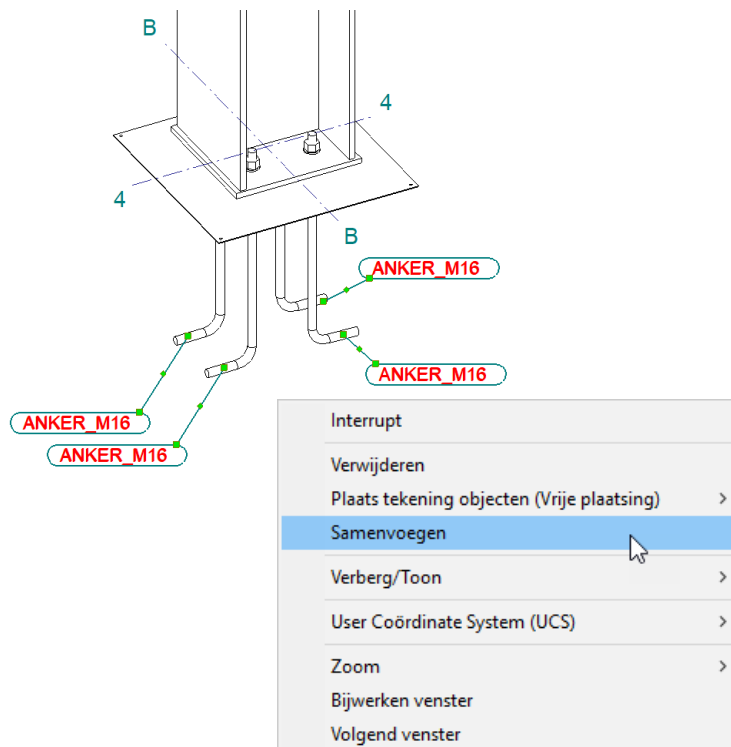 B
4
4
B
ANKER_M16
ANKER_M16
ANKER_M16
ANKER_M16
Interrupt
Verwijderen
Plaats tekening objecten (Vrije plaatsing)
Samenvoegen
Verberg/Toon
User Coördinate System (UCS)
Zoom
Bijwerken venster
Volgend venster